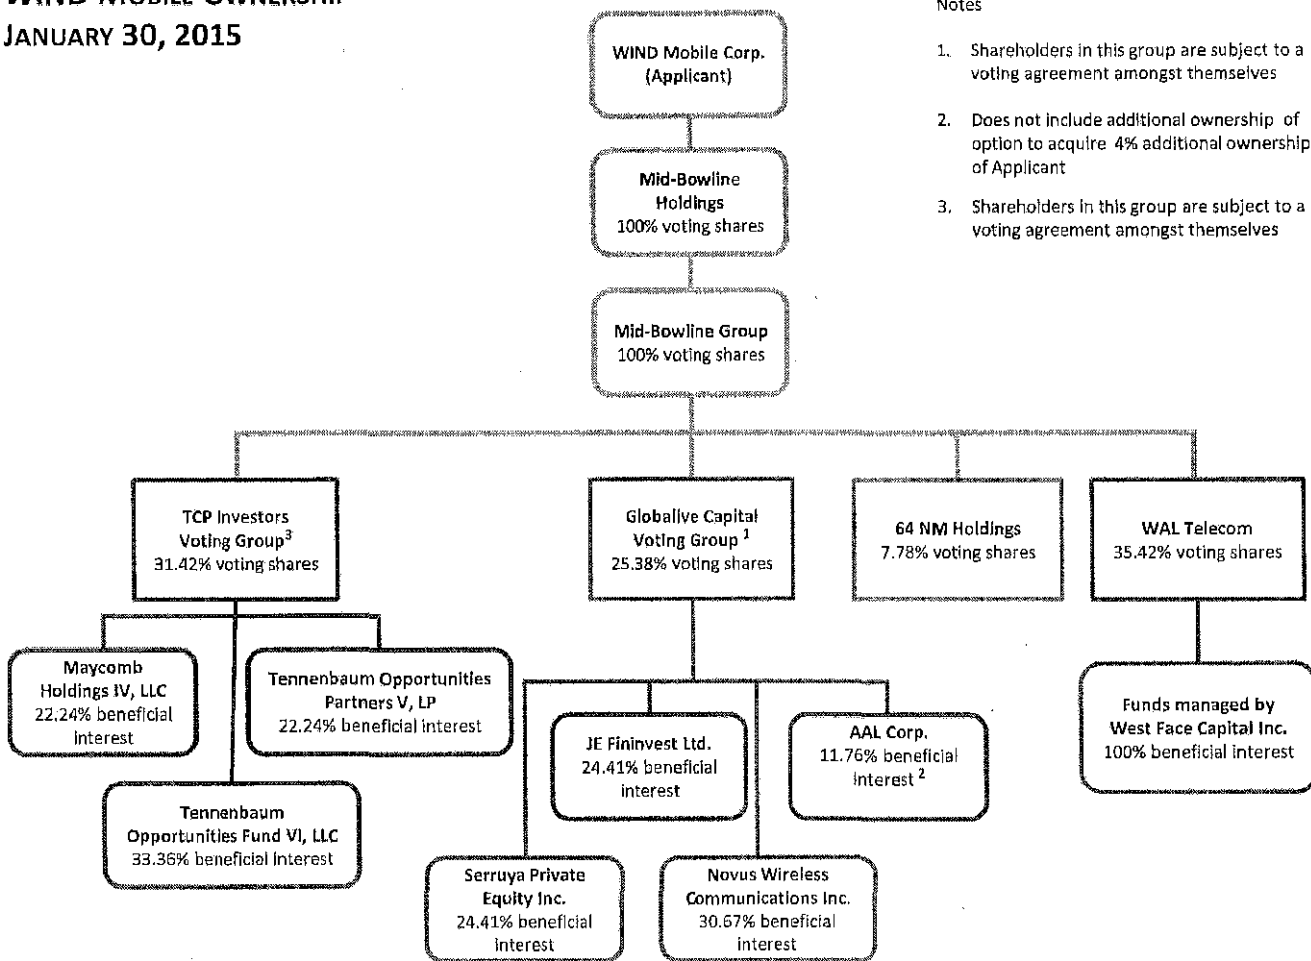 WIND MOBILE OWNERSHIP
JANUARY 30, 2015
Notes
1. Shareholders in this group are subject to a
voting agreement amongst themselves
2. Does not include additional ownership of
option to acquire 4% additional ownership
of Applicant
3. Shareholders in this group are subject to a
voting agreement amongst themselves
WIND Mobile Corp.
(Applicant)
Mid-Bowline
Holdings
100% voting shares
Mid-Bowline Group
100% voting shares
TCP Investors
Voting Group3
31.42% voting shares
Globalive Capital
Voting Group 1
25.38% voting shares
64 NM Holdings
7.78% voting shares
WAL Telecom
35.42% voting shares
Maycomb
Holdings IV, LLC
22.24% beneficial
interest
Tennenbaum Opportunities
Partners V, LP
22.24% beneficial interest
Tennenbaum
Opportunities Fund VI, LLC
33.36% beneficial interest
JE Fininvest Ltd.
24.41% beneficial
interest
AAL Corp.
11.76% beneficial
interest 2
Funds managed by
West Face Capital Inc.
100% beneficial interest
Serruya Private
Equity Inc.
24.41% beneficial
interest
Novus Wireless
Communications Inc.
30.67% beneficial
interest